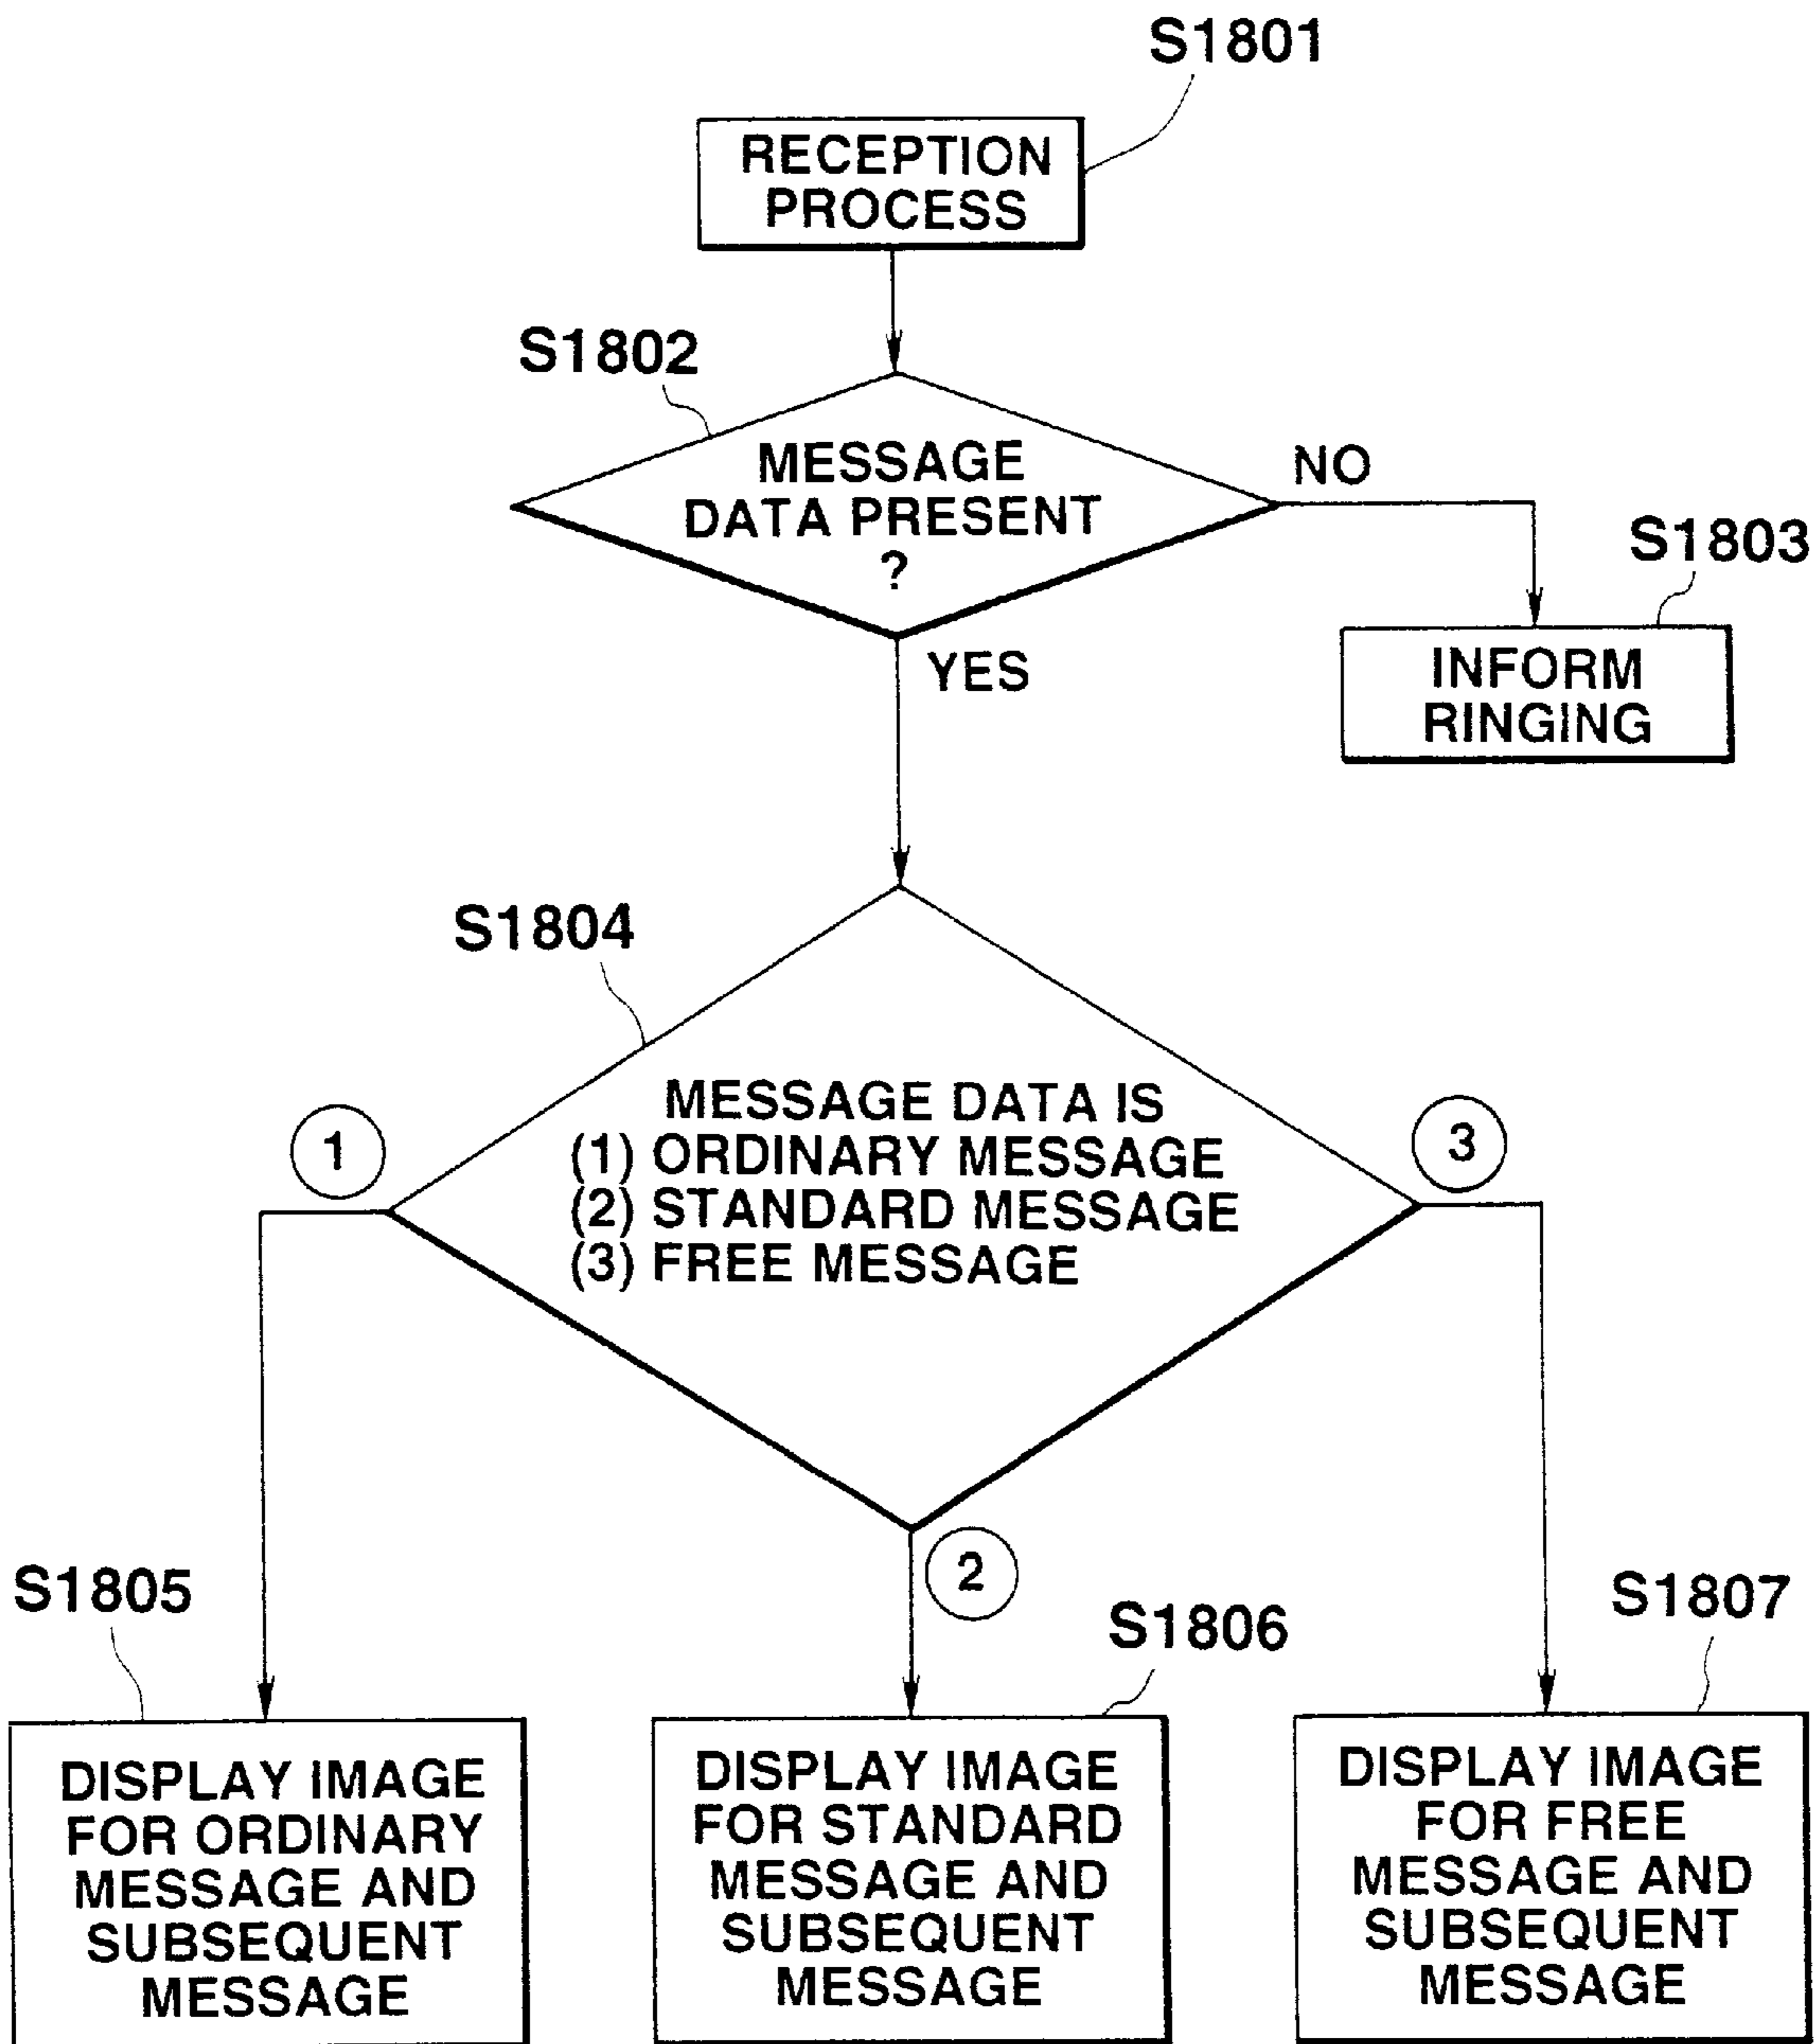 S1801
RECEPTION
PROCESS
S1802
MESSAGE
DATA PRESENT
?
NO
S1803
INFORM
RINGING
YES
S1804
MESSAGE DATA IS
(1) ORDINARY MESSAGE
(2) STANDARD MESSAGE
(3) FREE MESSAGE
1
3
2
S1805
DISPLAY IMAGE
FOR ORDINARY
MESSAGE AND
SUBSEQUENT
MESSAGE
S1806
DISPLAY IMAGE
FOR STANDARD
MESSAGE AND
SUBSEQUENT
MESSAGE
S1807
DISPLAY IMAGE
FOR FREE
MESSAGE AND
SUBSEQUENT
MESSAGE